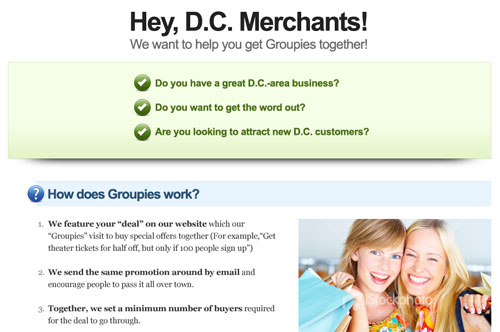 Hey, D.C. Merchants!
We want to help you get Groupies together!
Do you have a great D.C.-area business?
Do you want to get the word out?
Are you looking to attract new D.C. customers?
? How does Groupies work?
1. We feature your “deal” on our website which our
“Groupies” visit to buy special offers together (For example,“Get
theater tickets for half off, but only if 100 people sign up”)
2. We send the same promotion around by email and
encourage people to pass it all over town.
3. Together, we set a minimum number of buyers required
for the deal to go through.
iStockphoto